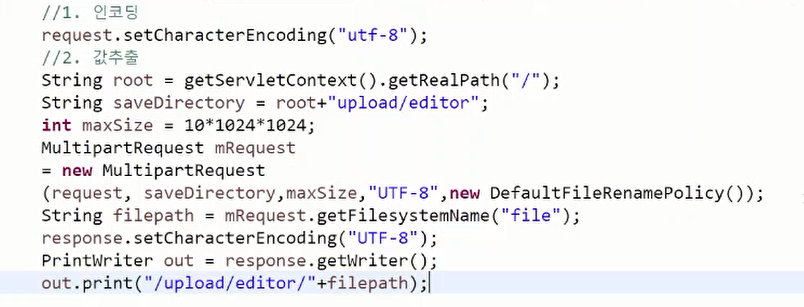 //1. 인코딩
request.setCharacterEncoding("utf-8");
//2. 값추출
String root = getServletContext().getRealPath("/");
String saveDirectory = root+"upload/editor";
int maxSize = 10*1024*1024;
MultipartRequest mRequest
= new MultipartRequest
(request, saveDirectory,maxSize,"UTF-8",new DefaultFileRenamePolicy());
String filepath = mRequest.getFilesystemName("file");
response.setCharacterEncoding("UTF-8");
PrintWriter out = response.getWriter();
out.print("/upload/editor/"+filepath);